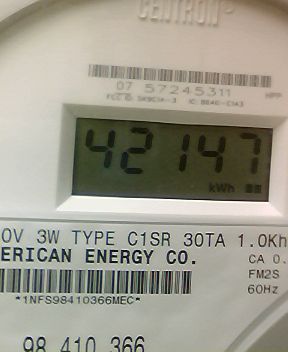 CENTRON
07 57245311
42147
kWh
0V 3W TYPE C1SR 30TA 1.0Kh
ERICAN ENERGY CO.
CA 0.
FM2S
*1NFS98410366MEC*
60Hz
98 410 366